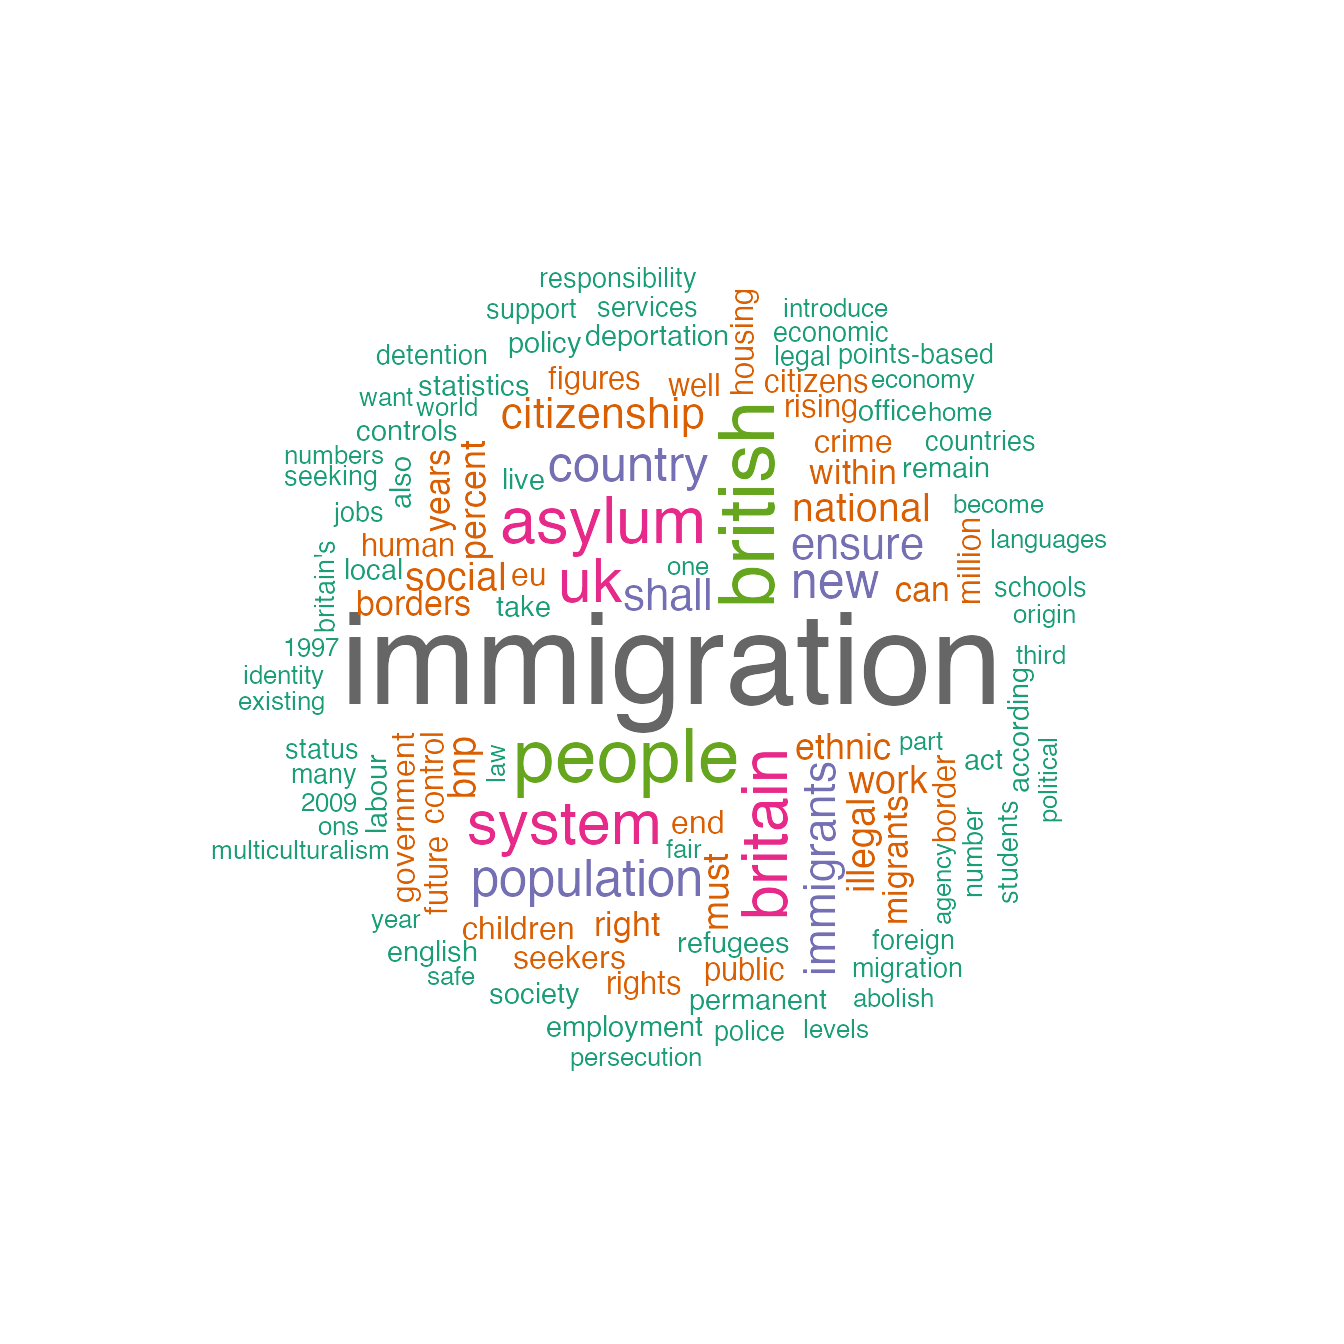 responsibility
support
services
housing
introduce
detention
policy
deportation
economic
legal
points-based
want
statistics
figures
well
citizens
economy
world
citizenship
rising
office
home
controls
british
crime
countries
numbers
seeking
also
years
percent
live
country
within
remain
jobs
asylum
national
become
britain's
human
ensure
million
languages
local
social
eu
uk
one
shall
new
can
schools
borders
take
origin
1997
immigration
third
identity
existing
according
status
government
control
bnp
law
people
ethnic
part
act
political
many
labour
britain
immigrants
work
border
2009
ons
system
end
illegal
migrants
number
students
multiculturalism
future
fair
population
must
agency
year
children
right
english
seekers
refugees
foreign
safe
rights
public
migration
society
permanent
abolish
employment
police
levels
persecution